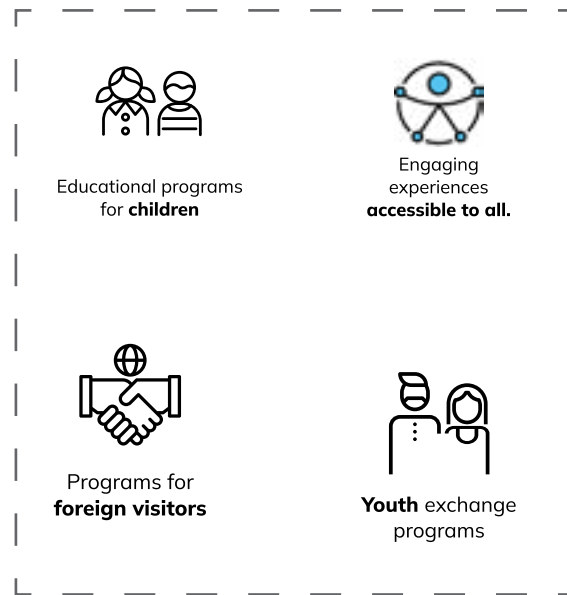 Educational programs
for children
Engaging
experiences
accessible to all.
Programs for
foreign visitors
Youth exchange
programs